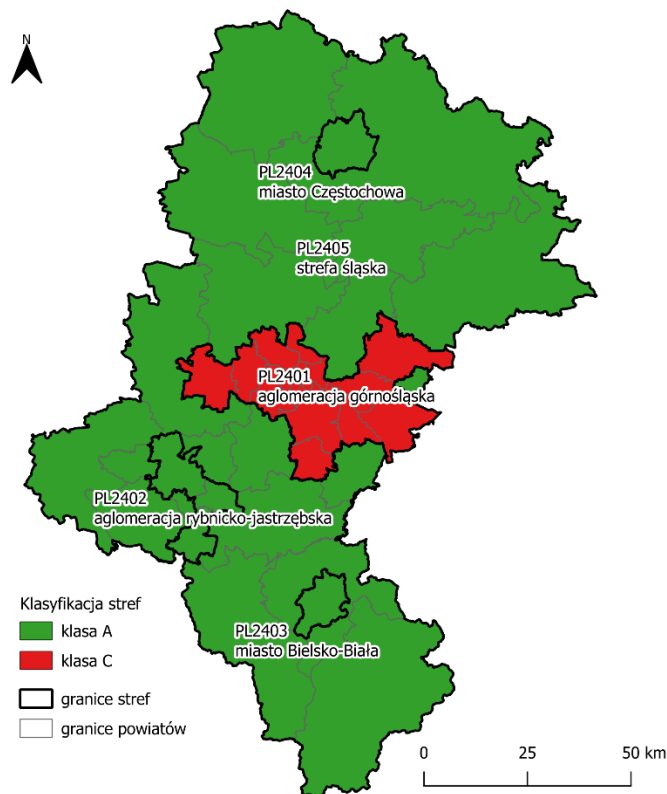 N
PL2404
miasto Częstochowa
PL2405
strefa śląska
PL2401
aglomeracja górnośląska
PL2402
aglomeracja rybnicko-jastrzębska
PL2403
miasto Bielsko-Biała
Klasyfikacja stref
klasa A
klasa C
granice stref
granice powiatów
0 25 50 km